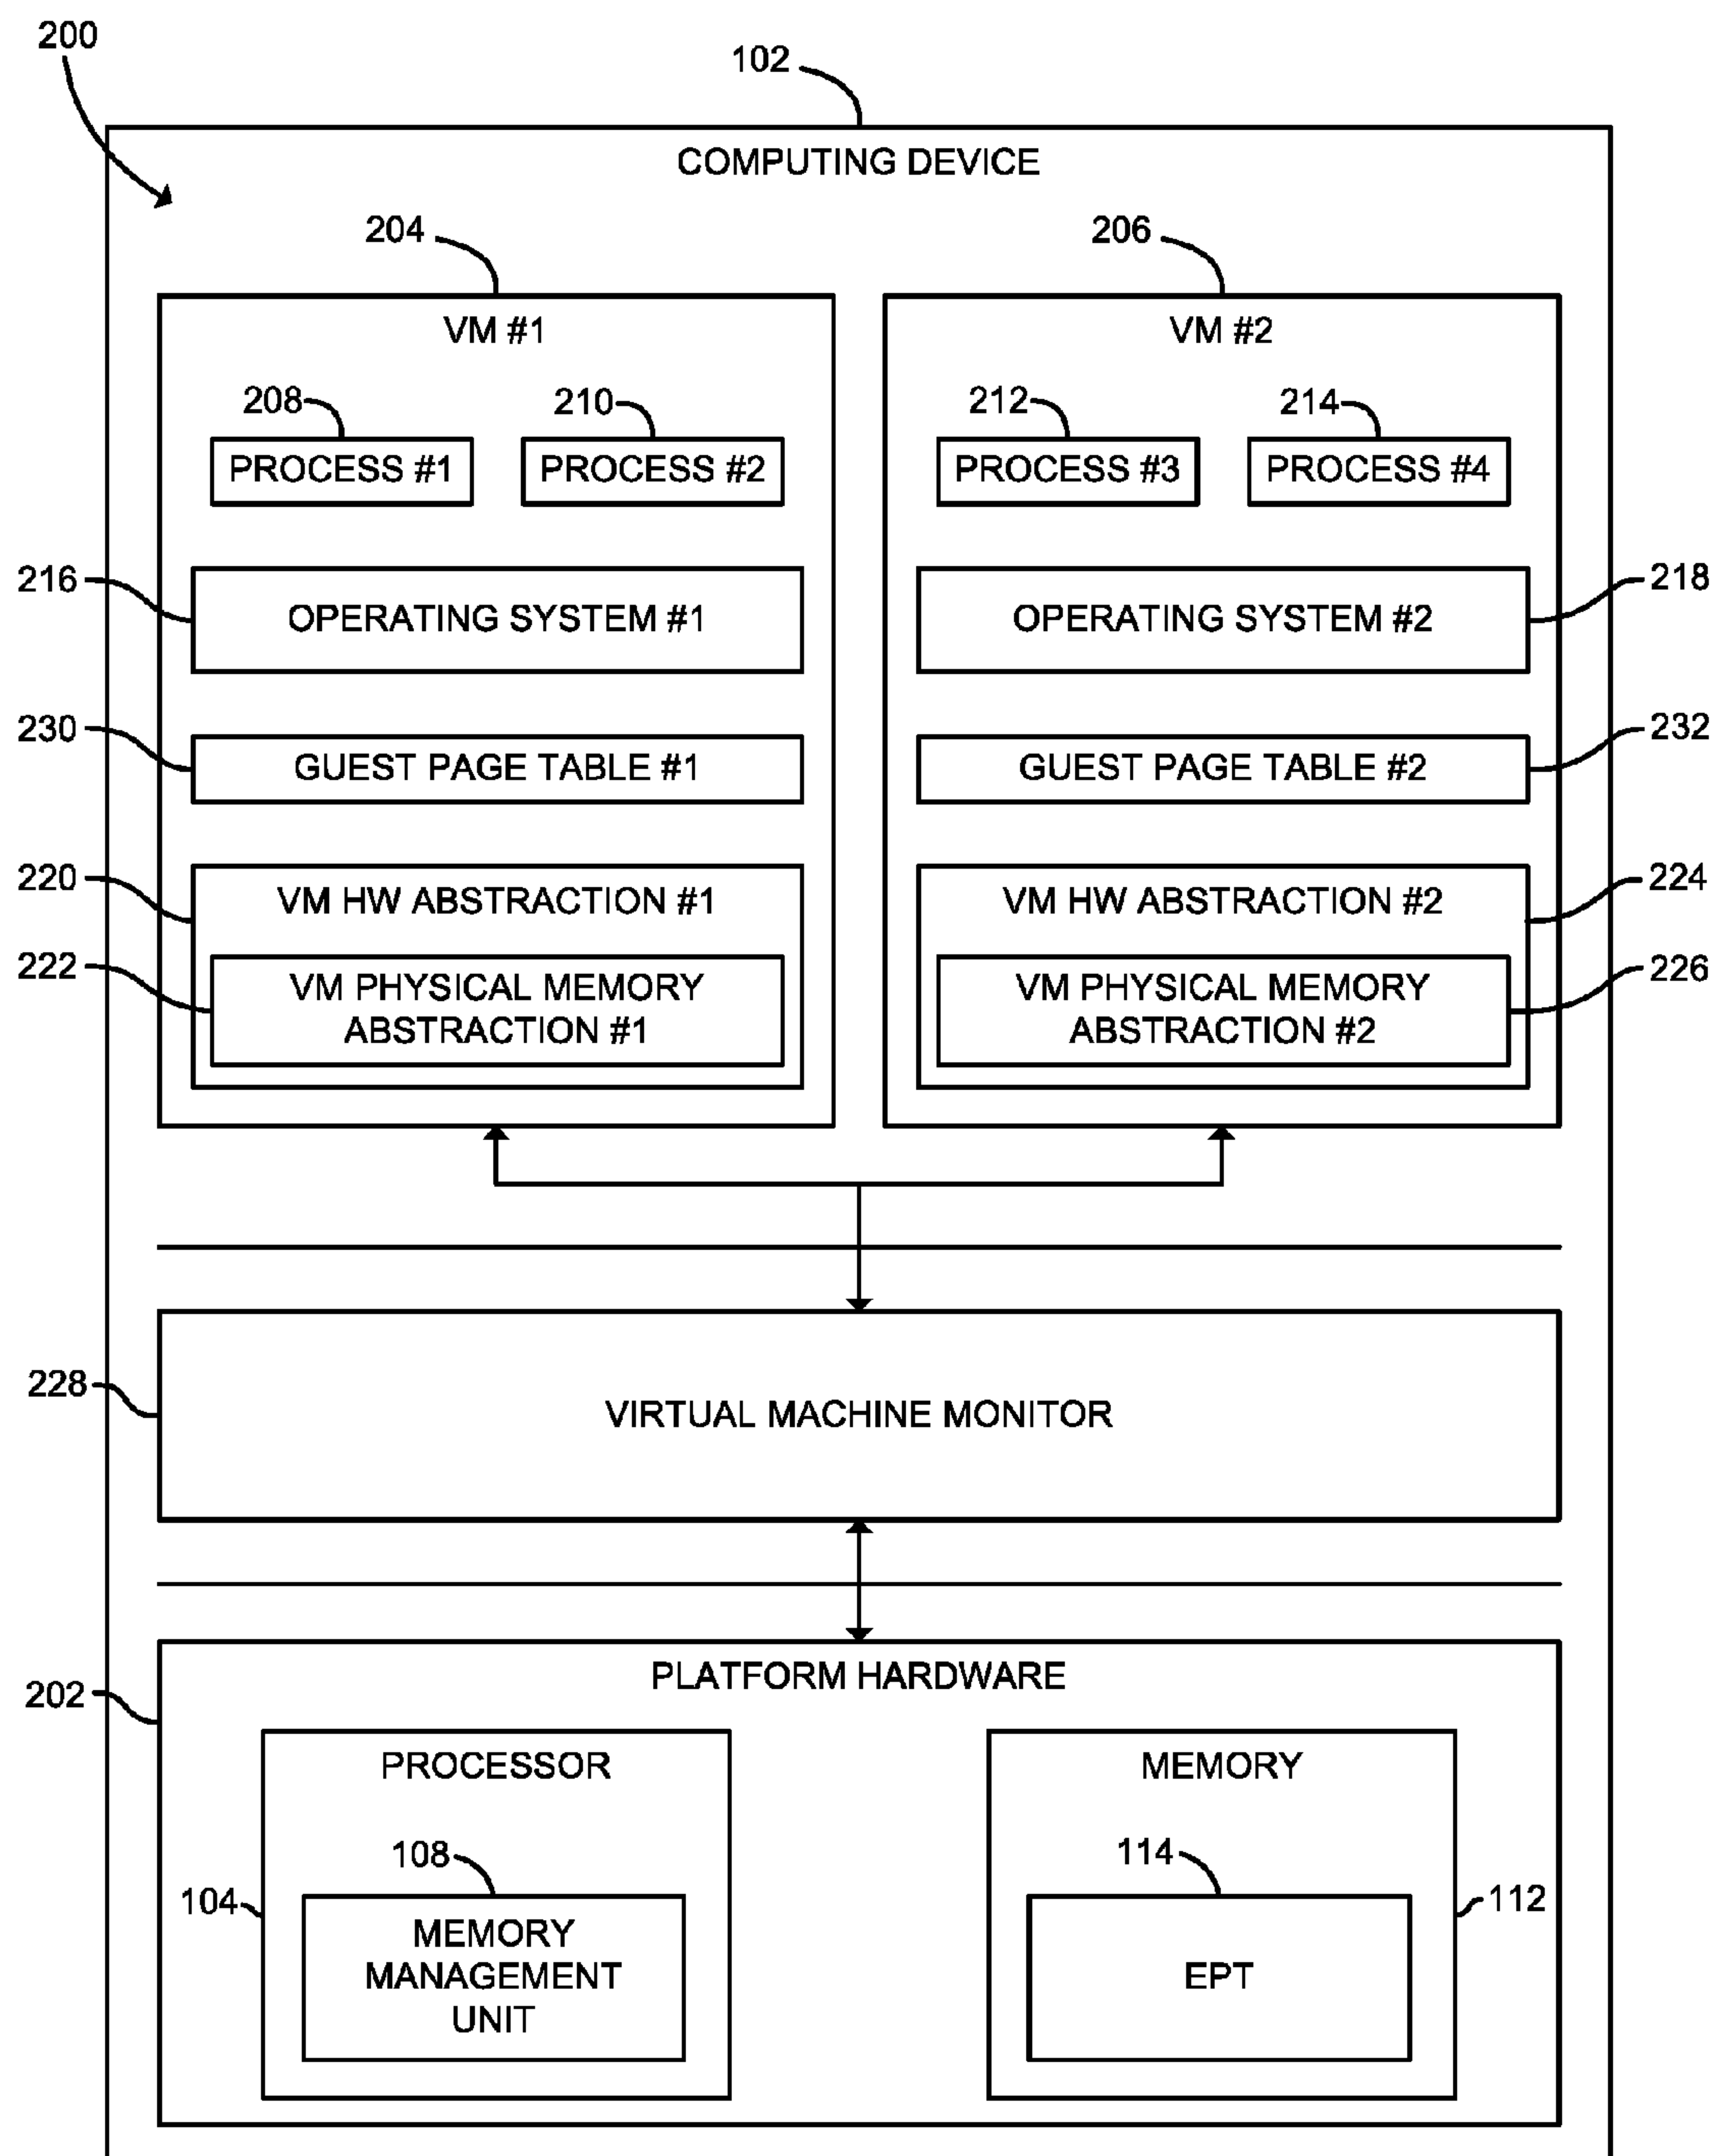 200
102
COMPUTING DEVICE
204
206
VM #1
VM #2
208
210
212
214
PROCESS #1
PROCESS #2
PROCESS #3
PROCESS #4
216
OPERATING SYSTEM #1
OPERATING SYSTEM #2
218
230
GUEST PAGE TABLE #1
GUEST PAGE TABLE #2
232
220
VM HW ABSTRACTION #1
VM HW ABSTRACTION #2
224
222
VM PHYSICAL MEMORY
ABSTRACTION #1
VM PHYSICAL MEMORY
ABSTRACTION #2
226
228
VIRTUAL MACHINE MONITOR
202
PLATFORM HARDWARE
PROCESSOR
MEMORY
108
114
104
112
MEMORY
MANAGEMENT
UNIT
EPT